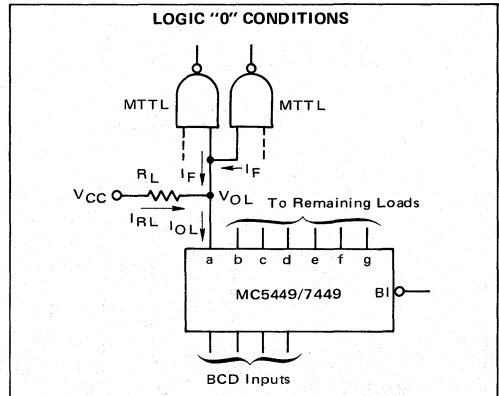 LOGIC "0" CONDITIONS
MTTL MTTL
IF IF
RL
VCC VOL
To Remaining Loads
IRL IOL
a b c d e f g
MC5449/7449 BI
BCD Inputs